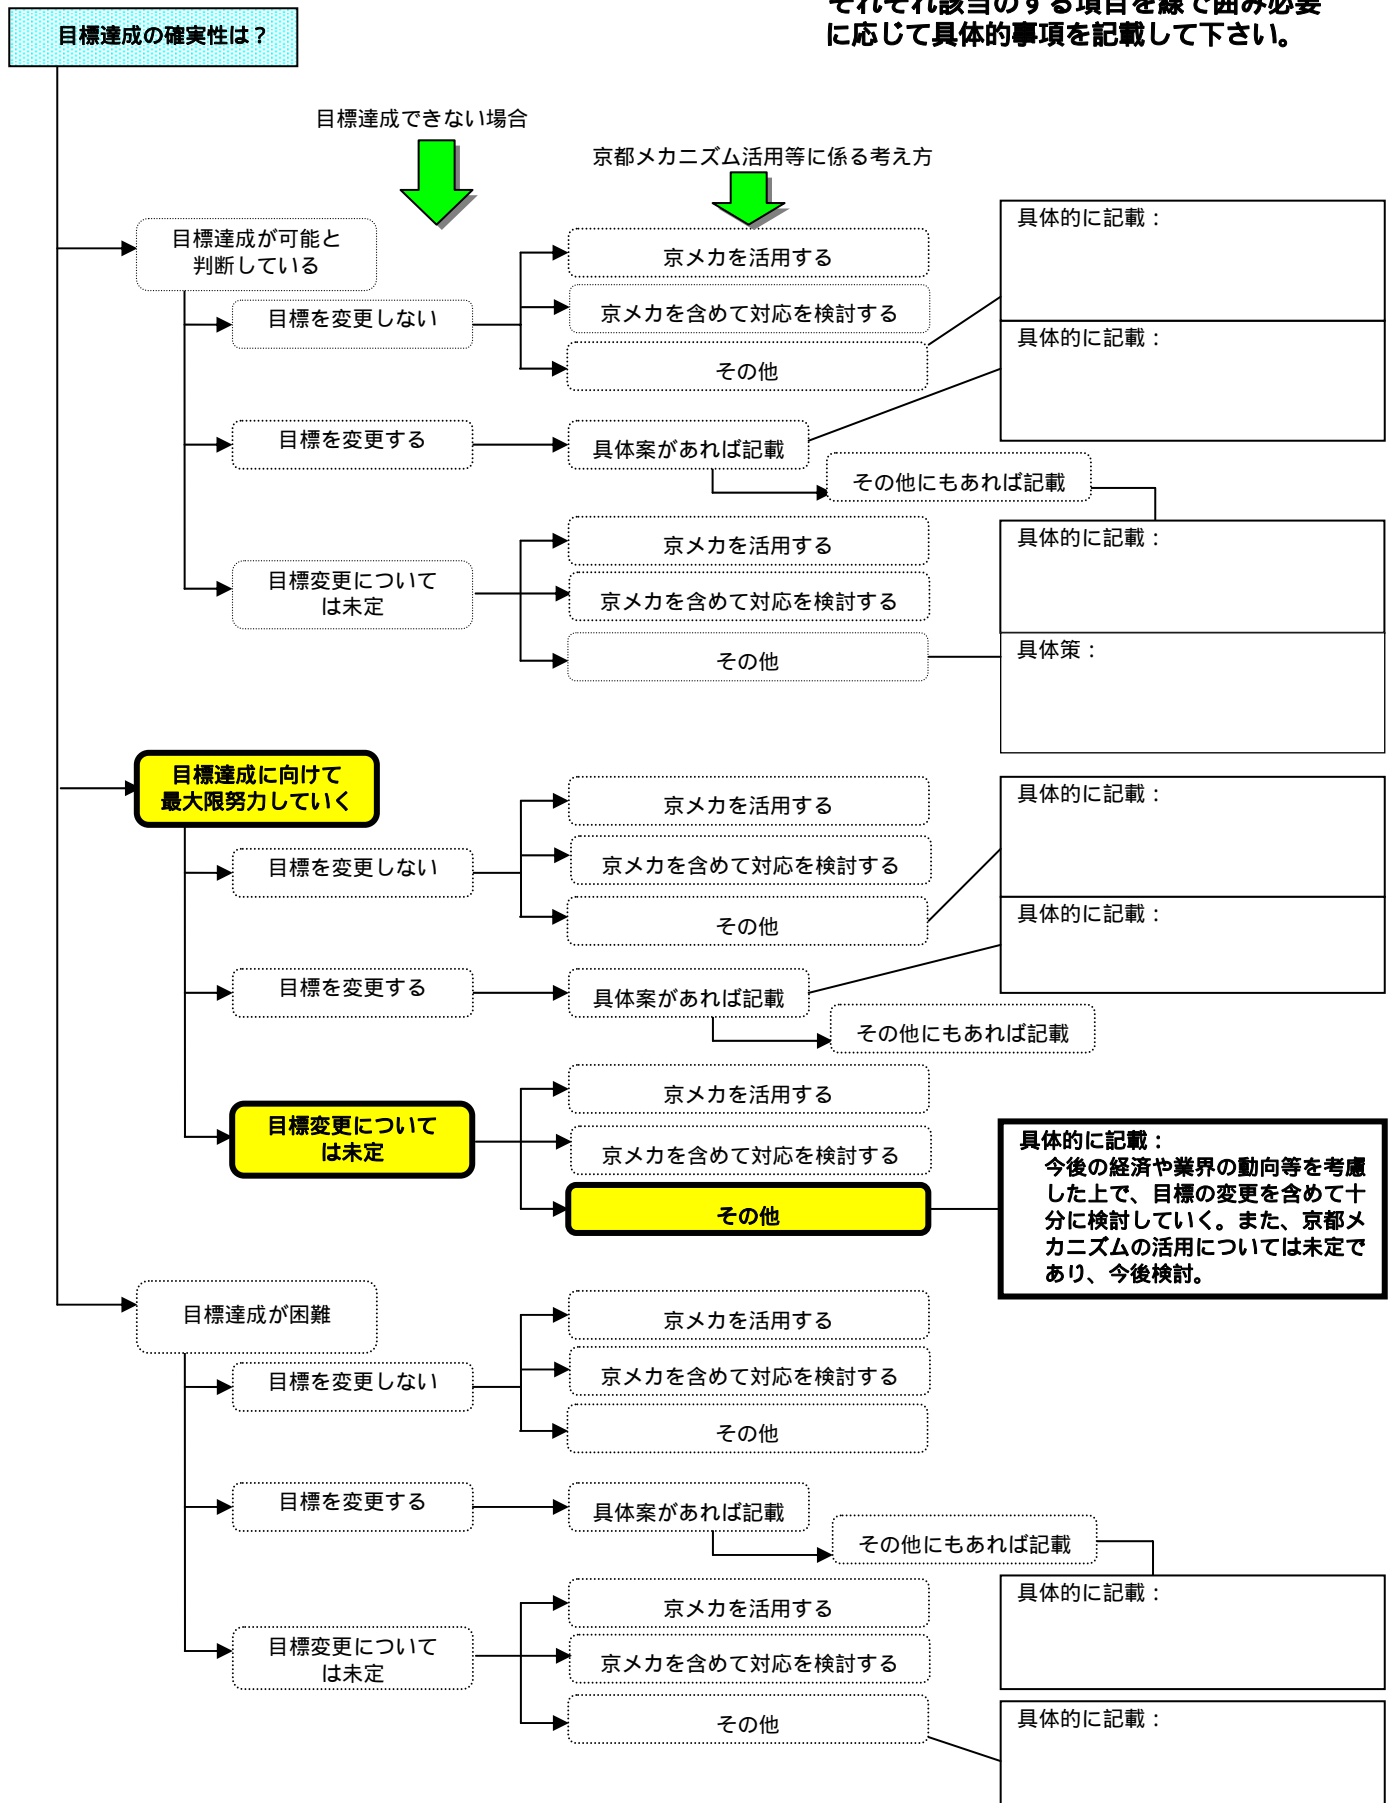 それぞれ該当のする項目を線で囲み必要
に応じて具体的事項を記載して下さい。
目標達成の確実性は？
目標達成できない場合
京都メカニズム活用等に係る考え方
目標達成が可能と
判断している
目標を変更しない
京メカを活用する
京メカを含めて対応を検討する
その他
具体的に記載：
具体的に記載：
目標を変更する
具体案があれば記載
その他にもあれば記載
具体的に記載：
目標変更について
は未定
京メカを活用する
京メカを含めて対応を検討する
その他
具体策：
目標達成に向けて
最大限努力していく
目標を変更しない
京メカを活用する
京メカを含めて対応を検討する
その他
具体的に記載：
具体的に記載：
目標を変更する
具体案があれば記載
その他にもあれば記載
目標変更について
は未定
京メカを活用する
京メカを含めて対応を検討する
その他
具体的に記載：
今後の経済や業界の動向等を考慮
した上で、目標の変更を含めて十
分に検討していく。また、京都メ
カニズムの活用については未定で
あり、今後検討。
目標達成が困難
目標を変更しない
京メカを活用する
京メカを含めて対応を検討する
その他
目標を変更する
具体案があれば記載
その他にもあれば記載
具体的に記載：
目標変更について
は未定
京メカを活用する
京メカを含めて対応を検討する
その他
具体的に記載：